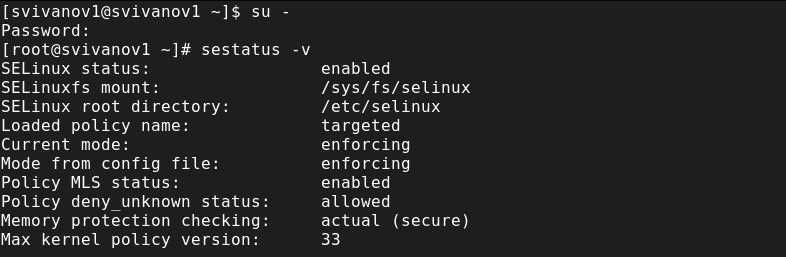 [svivanov1@svivanov1 ~]$ su -
Password:
[root@svivanov1 ~]# sestatus -v
SELinux status:                 enabled
SELinuxfs mount:                /sys/fs/selinux
SELinux root directory:         /etc/selinux
Loaded policy name:             targeted
Current mode:                   enforcing
Mode from config file:          enforcing
Policy MLS status:              enabled
Policy deny_unknown status:     allowed
Memory protection checking:     actual (secure)
Max kernel policy version:      33